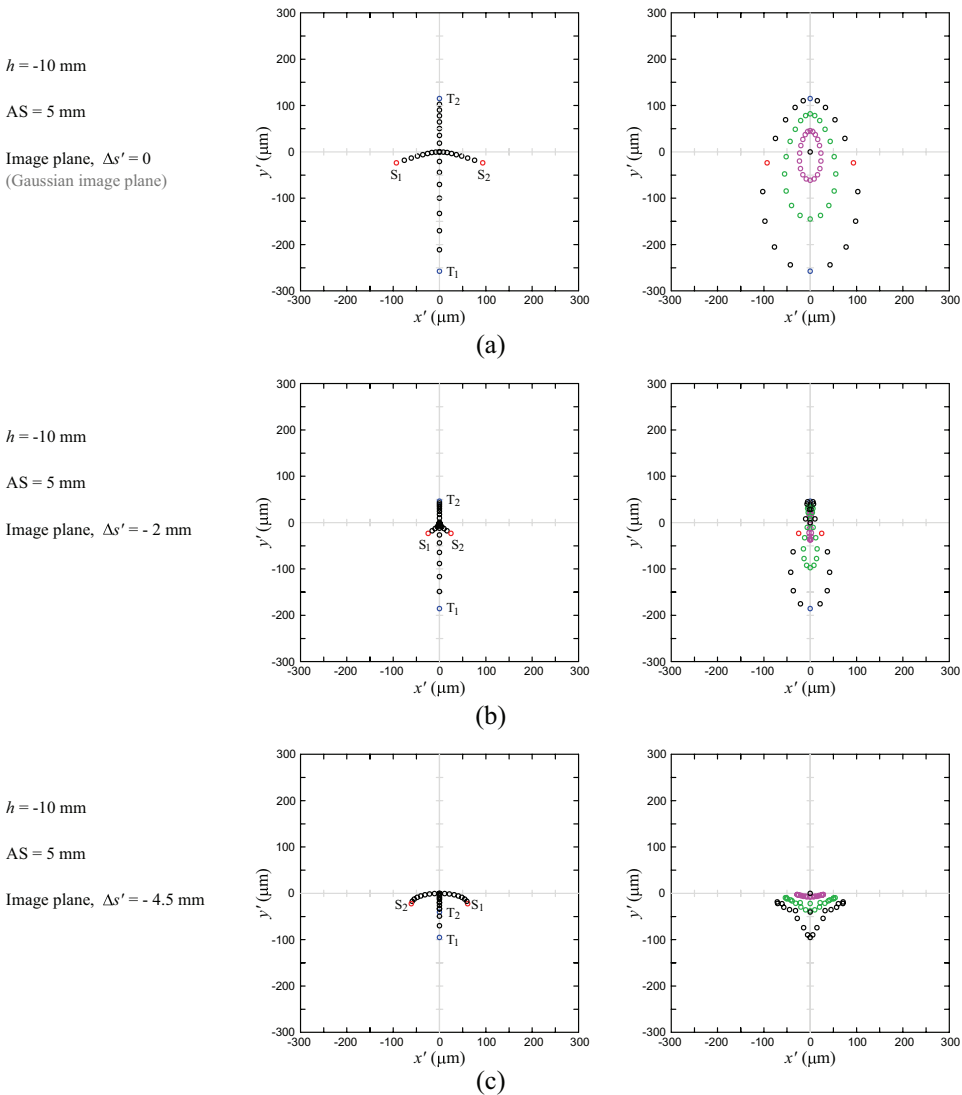 h = -10 mm
AS = 5 mm
Image plane, Δs′ = 0
(Gaussian image plane)
300
200
100
0
-100
-200
-300
y′ (μm)
T2
S1 S2
T1
-300 -200 -100 0 100 200 300
x′ (μm)
300
200
100
0
-100
-200
-300
y′ (μm)
-300 -200 -100 0 100 200 300
x′ (μm)
(a)
h = -10 mm
AS = 5 mm
Image plane, Δs′ = - 2 mm
300
200
100
0
-100
-200
-300
y′ (μm)
T2
S1 S2
T1
-300 -200 -100 0 100 200 300
x′ (μm)
300
200
100
0
-100
-200
-300
y′ (μm)
-300 -200 -100 0 100 200 300
x′ (μm)
(b)
h = -10 mm
AS = 5 mm
Image plane, Δs′ = - 4.5 mm
300
200
100
0
-100
-200
-300
y′ (μm)
S2 T2 S1
T1
-300 -200 -100 0 100 200 300
x′ (μm)
300
200
100
0
-100
-200
-300
y′ (μm)
-300 -200 -100 0 100 200 300
x′ (μm)
(c)